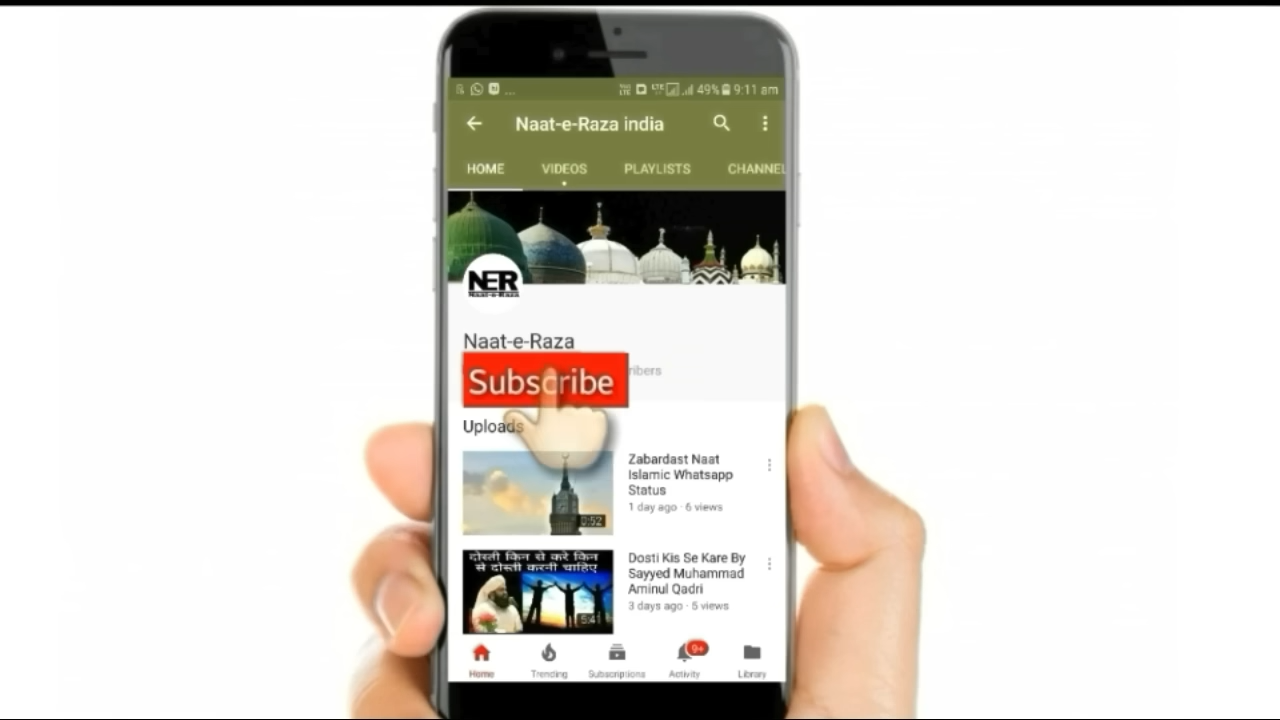 ... 49% 9:11 am
Naat-e-Raza india
HOME VIDEOS PLAYLISTS CHANNEL
NER
Naat-e-Raza
Naat-e-Raza
Subscribe ribers
Uploads
Zabardast Naat
Islamic Whatsapp
Status
1 day ago · 6 views
0:52
दोस्ती किन से करे किन
से दोस्ती करनी चाहिए
Dosti Kis Se Kare By
Sayyed Muhammad
Aminul Qadri
3 days ago · 5 views
5:41
9+
Home Trending Subscriptions Activity Library